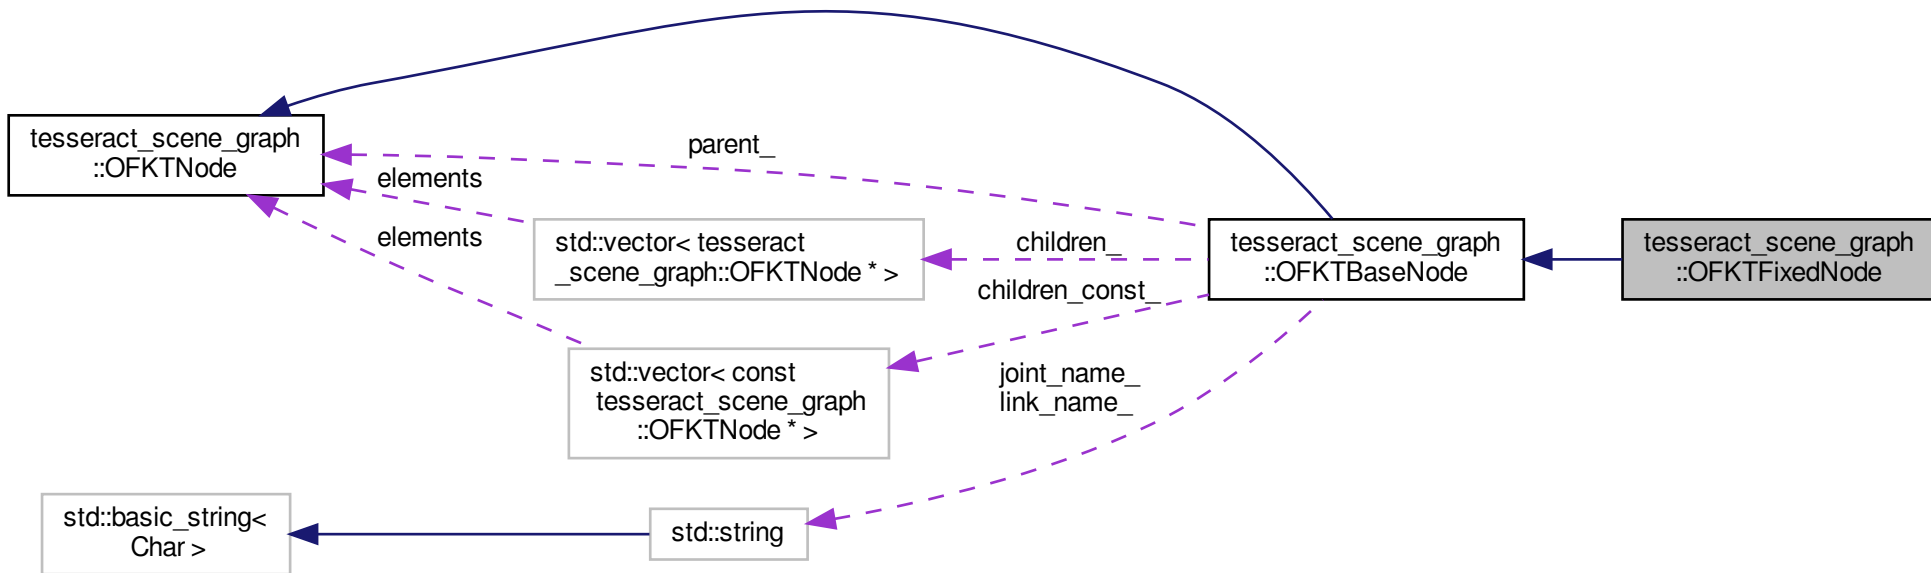 tesseract_scene_graph
::OFKTNode
parent_
elements
elements
std::vector< tesseract
_scene_graph::OFKTNode * >
children_
children_const_
tesseract_scene_graph
::OFKTBaseNode
tesseract_scene_graph
::OFKTFixedNode
std::vector< const
tesseract_scene_graph
::OFKTNode * >
joint_name_
link_name_
std::basic_string<
Char >
std::string